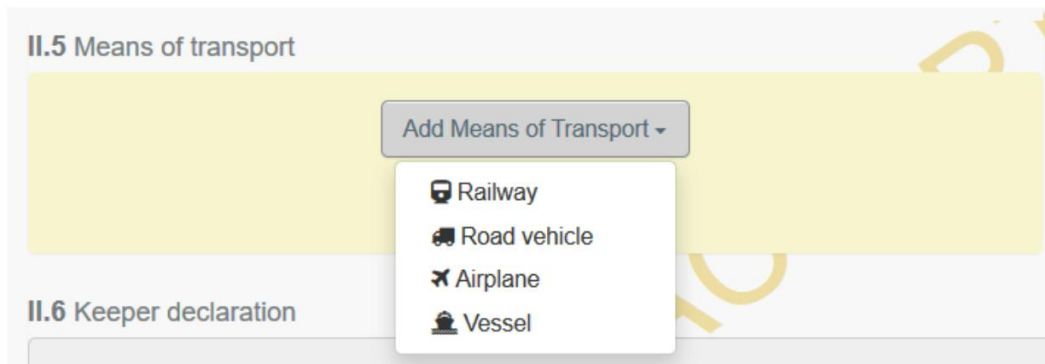 II.5 Means of transport
Add Means of Transport
Railway
Road vehicle
Airplane
Vessel
II.6 Keeper declaration